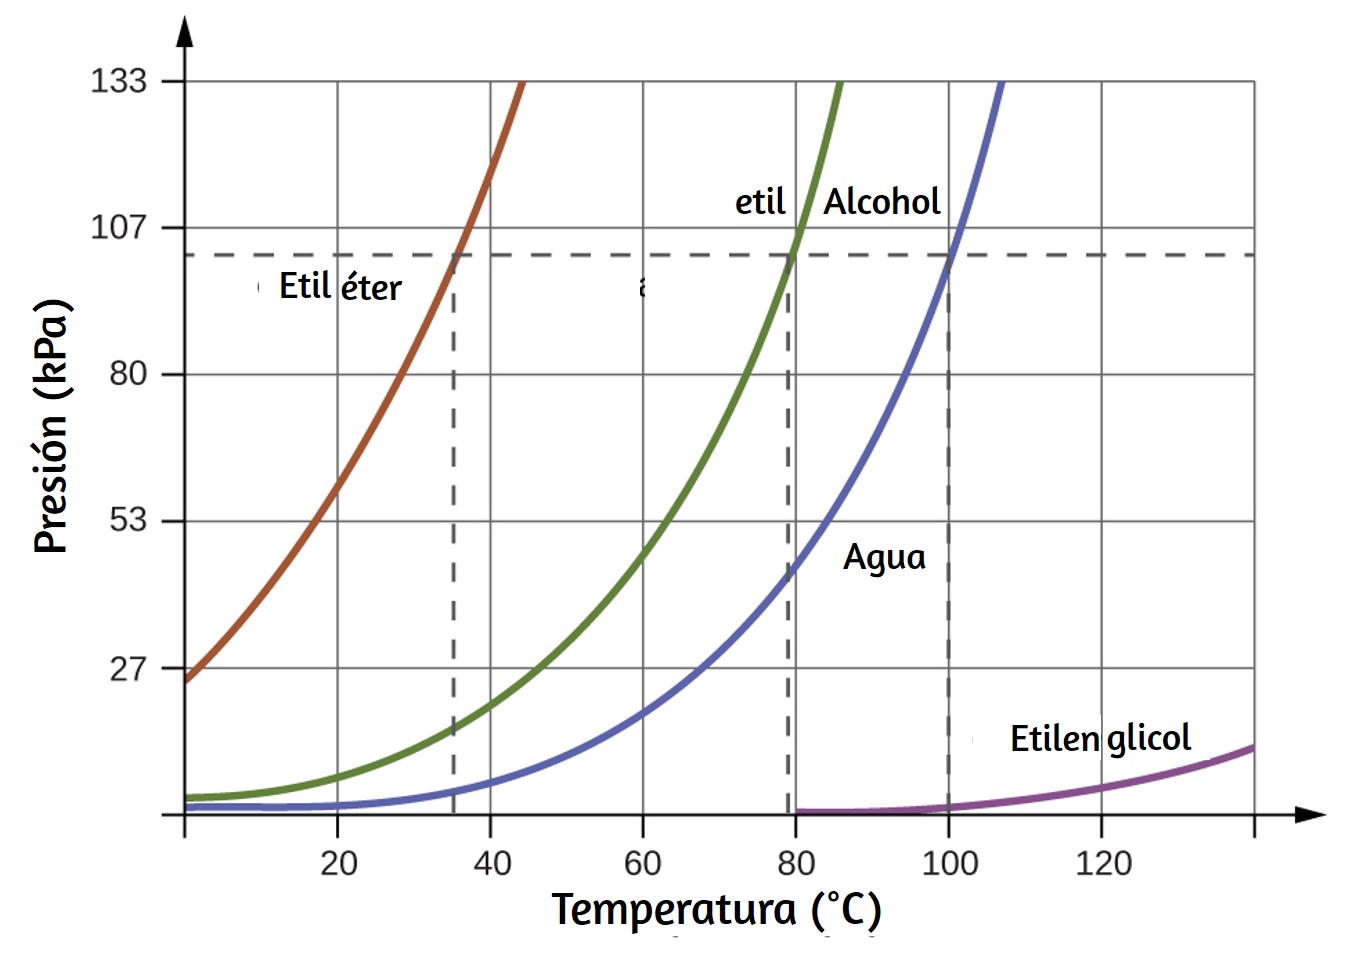 133
107
80
53
27
Presión (kPa)
etil Alcohol
Etil éter
Agua
Etilen glicol
20 40 60 80 100 120
Temperatura (°C)